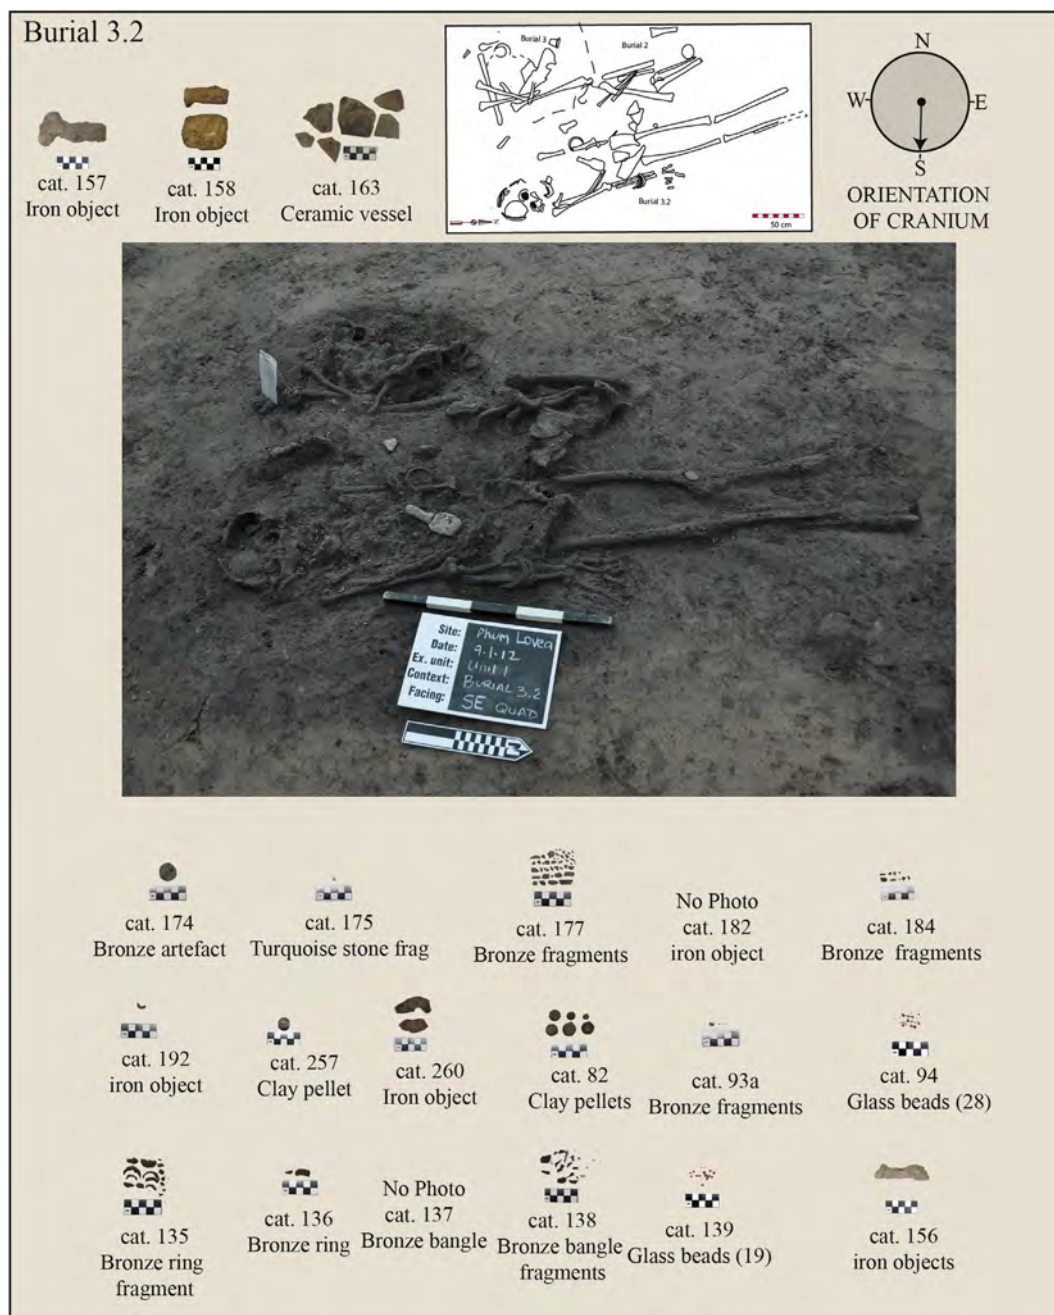 Burial 3.2
cat. 157
Iron object
cat. 158
Iron object
cat. 163
Ceramic vessel
Burial 3
Burial 2
Burial 3.2
50 cm
N
W
E
S
ORIENTATION
OF CRANIUM
Site: Phum Lovea
Date: 9.1.12
Ex. unit: Unit 1
Context: BURIAL 3.2
Facing: SE QUAD
cat. 174
Bronze artefact
cat. 175
Turquoise stone frag
cat. 177
Bronze fragments
No Photo
cat. 182
iron object
cat. 184
Bronze fragments
cat. 192
iron object
cat. 257
Clay pellet
cat. 260
Iron object
cat. 82
Clay pellets
cat. 93a
Bronze fragments
cat. 94
Glass beads (28)
cat. 135
Bronze ring
fragment
cat. 136
Bronze ring
No Photo
cat. 137
Bronze bangle
cat. 138
Bronze bangle
fragments
cat. 139
Glass beads (19)
cat. 156
iron objects